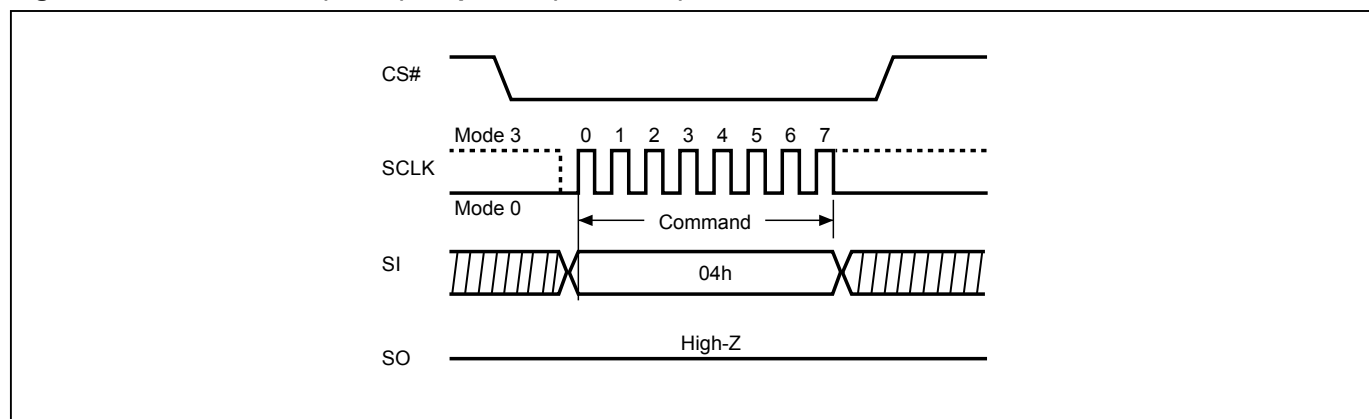 CS#
Mode 3 0 1 2 3 4 5 6 7
SCLK
Mode 0
Command
SI 04h
High-Z
SO